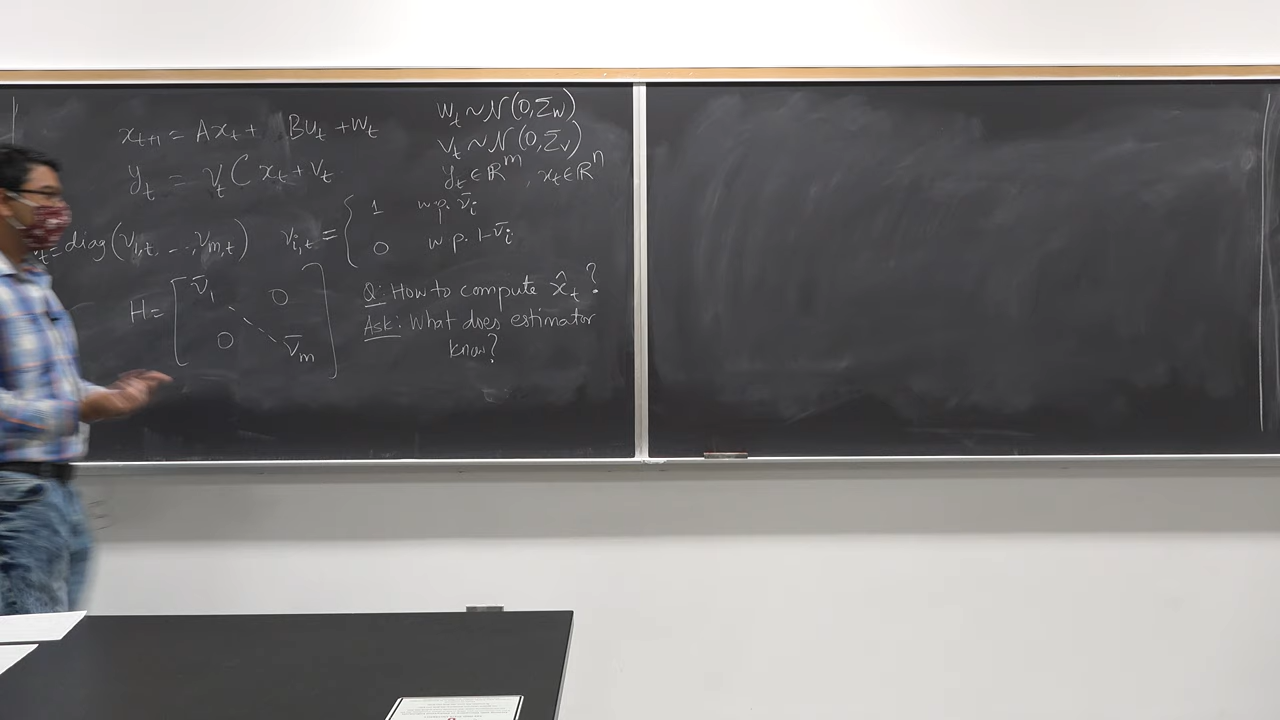 x_{t+1} = Ax_t + Bu_t + w_t
w_t ~ N(0, Σ_w)
v_t ~ N(0, Σ_v)
y_t = ν_t C x_t + v_t
y_t ∈ ℝ^m, x_t ∈ ℝ^n
ν_t = diag(ν_{1,t}, ..., ν_{m,t}) ν_{i,t} = { 1 w.p. ν̄_i
0 w.p. 1-ν̄_i
H = [ ν̄_1 0
0 ν̄_m ]
Q: How to compute x̂_t?
Ask: What does estimator
know?